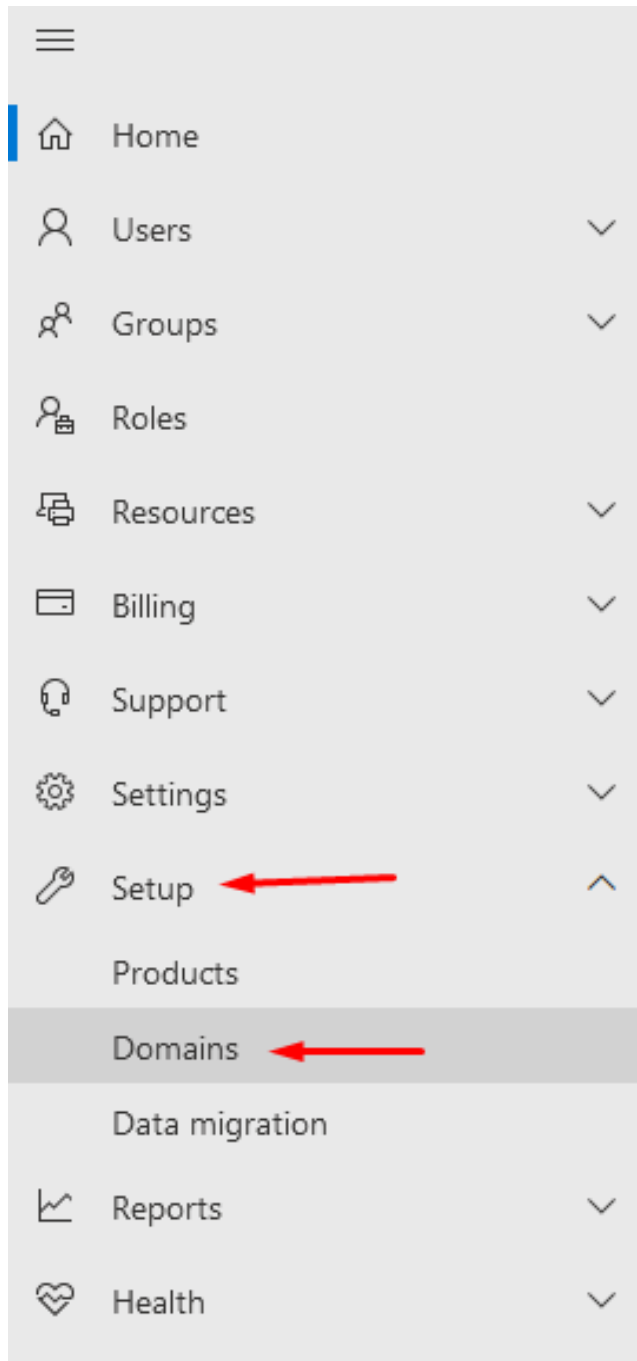 Home
Users
Groups
Roles
Resources
Billing
Support
Settings
Setup
Products
Domains
Data migration
Reports
Health